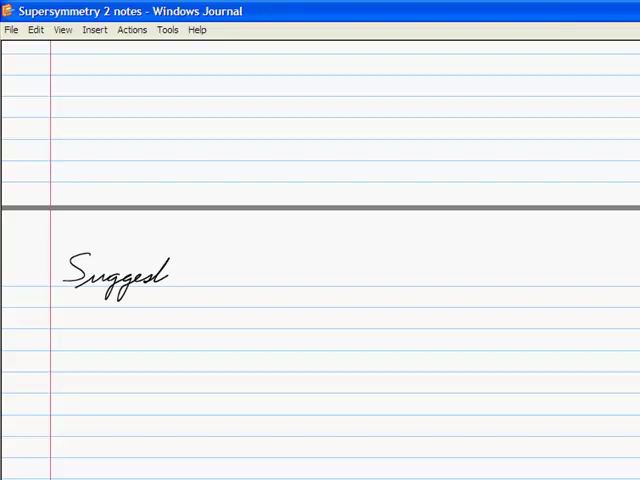 Supersymmetry 2 notes - Windows Journal
File Edit View Insert Actions Tools Help
Suggest